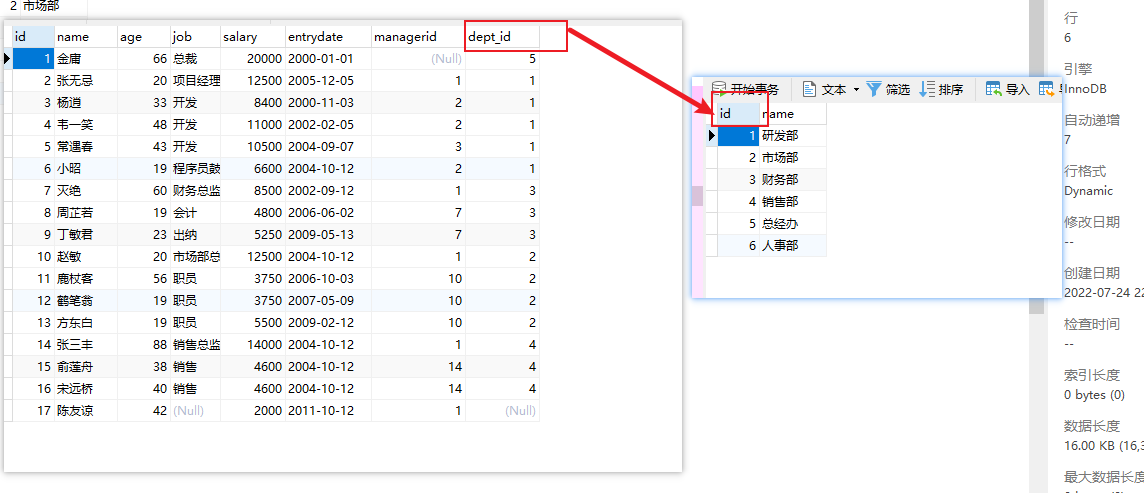 2 市场部
id name age job salary entrydate managerid dept_id
1 金庸 66 总裁 20000 2000-01-01 (Null) 5
2 张无忌 20 项目经理 12500 2005-12-05 1 1
3 杨逍 33 开发 8400 2000-11-03 2 1
4 韦一笑 48 开发 11000 2002-02-05 2 1
5 常遇春 43 开发 10500 2004-09-07 3 1
6 小昭 19 程序员鼓 6600 2004-10-12 2 1
7 灭绝 60 财务总监 8500 2002-09-12 1 3
8 周芷若 19 会计 4800 2006-06-02 7 3
9 丁敏君 23 出纳 5250 2009-05-13 7 3
10 赵敏 20 市场部总 12500 2004-10-12 1 2
11 鹿杖客 56 职员 3750 2006-10-03 10 2
12 鹤笔翁 19 职员 3750 2007-05-09 10 2
13 方东白 19 职员 5500 2009-02-12 10 2
14 张三丰 88 销售总监 14000 2004-10-12 1 4
15 俞莲舟 38 销售 4600 2004-10-12 14 4
16 宋远桥 40 销售 4600 2004-10-12 14 4
17 陈友谅 42 (Null) 2000 2011-10-12 1 (Null)
开始事务 文本 筛选 排序 导入
id name
1 研发部
2 市场部
3 财务部
4 销售部
5 总经办
6 人事部
行
6
引擎
InnoDB
自动递增
7
行格式
Dynamic
修改日期
--
创建日期
2022-07-24 22
检查时间
--
索引长度
0 bytes (0)
数据长度
16.00 KB (16,3
最大数据长度